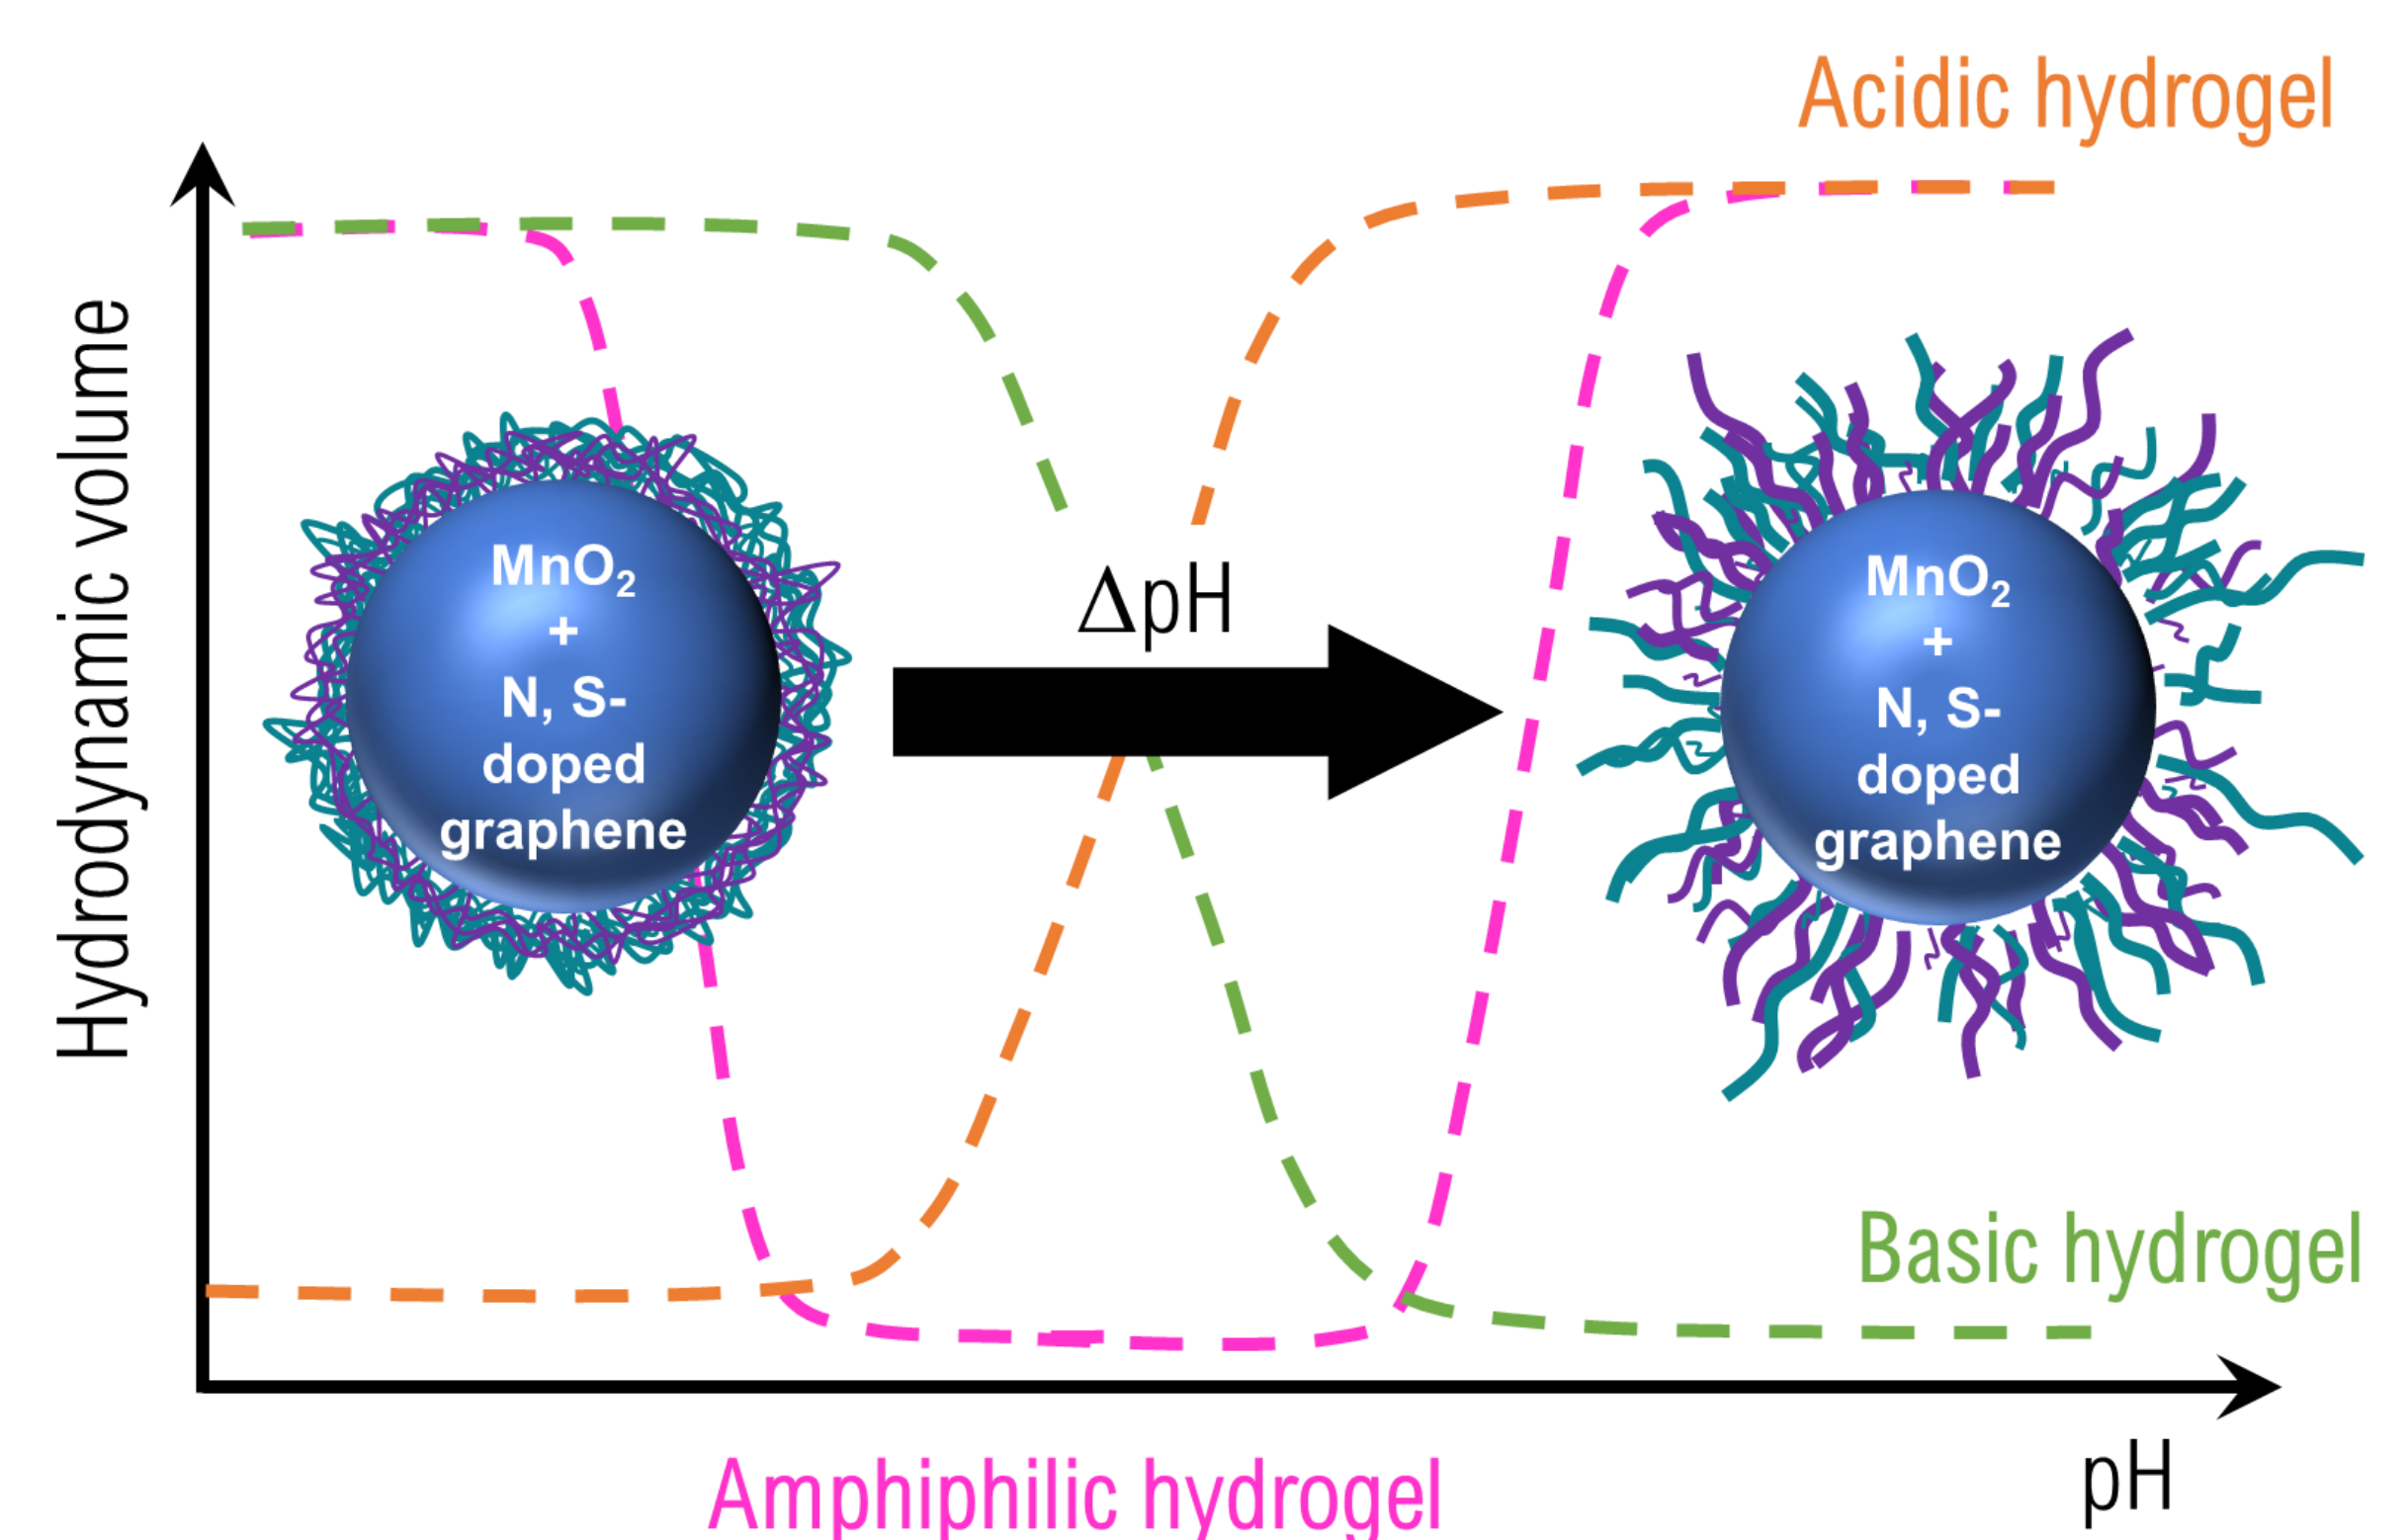 Acidic hydrogel
Hydrodynamic volume
MnO₂
+
N, S-
doped
graphene
ΔpH
MnO₂
+
N, S-
doped
graphene
Basic hydrogel
pH
Amphiphilic hydrogel